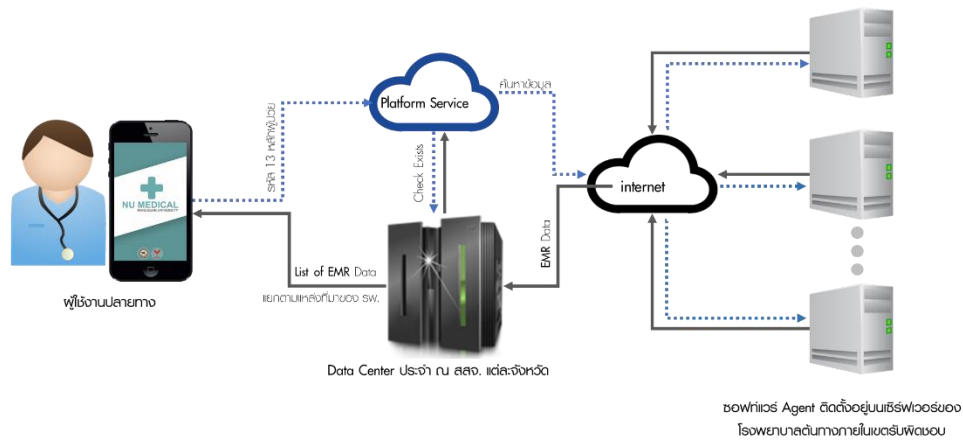 Platform Service
ค้นหาข้อมูล
รหัส 13 หลักผู้ป่วย
Check Exists
internet
NU MEDICAL
NARESUAN UNIVERSITY
EMR Data
List of EMR Data
แยกตามแหล่งที่มาของ รพ.
ผู้ใช้งานปลายทาง
Data Center ประจำ ณ สสจ. แต่ละจังหวัด
ซอฟท์แวร์ Agent ติดตั้งอยู่บนเซิร์ฟเวอร์ของ
โรงพยาบาลต้นทางภายในเขตรับผิดชอบ